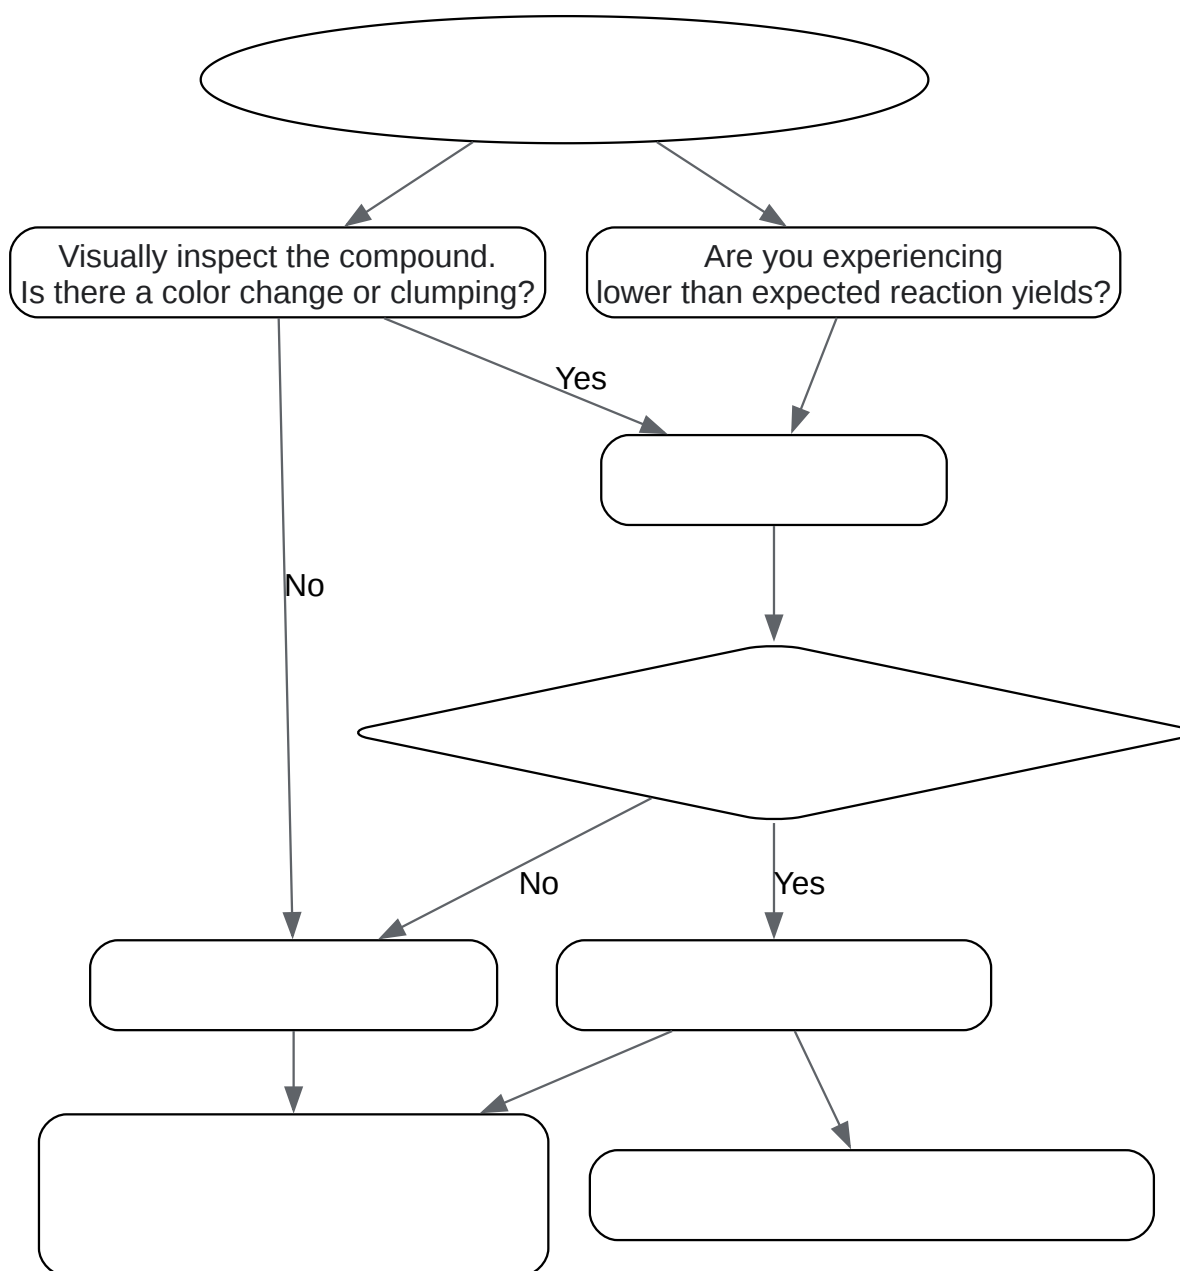 Visually inspect the compound.
Is there a color change or clumping?
Are you experiencing
lower than expected reaction yields?
Yes
No
No
Yes